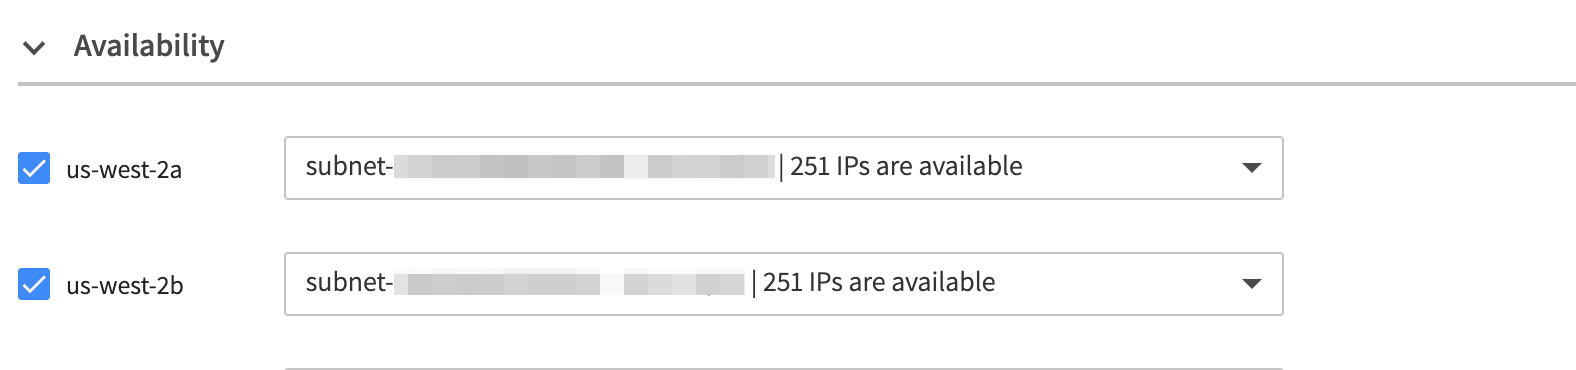 Availability
us-west-2a subnet- | 251 IPs are available
us-west-2b subnet- | 251 IPs are available